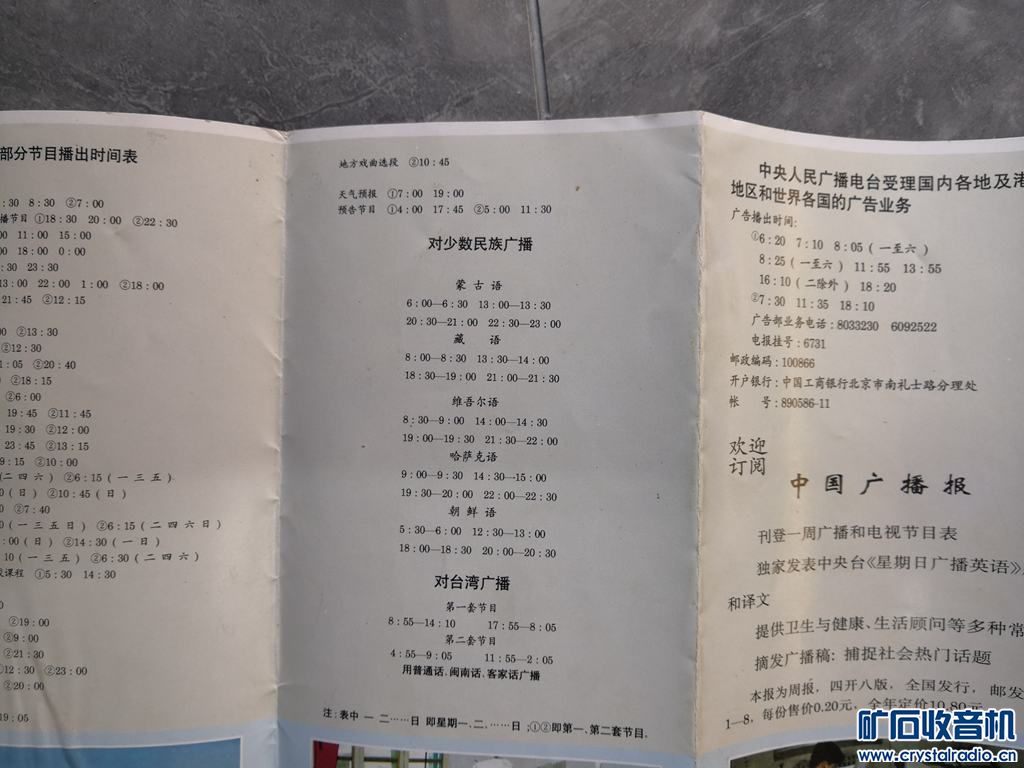 部分节目播出时间表
:30 8:30 ②7:00
播节目 ①18:30 20:00 ②22:30
00 11:00 15:00
00 18:00 0:00
:30 23:30
13:00 22:00 1:00 ②18:00
21:45 ②12:15
00 ②13:30
②12:30
1:05 ②20:40
②18:15
②6:00
19:45 ②11:45
19:30 ②12:00
23:45 ②13:15
9:15 ②10:00
(二四六) ②6:15(一三五)
0(日) ②10:45(日)
②7:40
0(一三五日) ②6:15(二四六日)
:00(日) ②14:30(一日)
10(一三五) ②6:30(二四六)
课程 ①5:30 14:30
00
②19:00
②9:00
②21:30
②12:30 ②23:00
②20:00
19:05
地方戏曲选段 ②10:45
天气预报 ①7:00 19:00
预告节目 ①4:00 17:45 ②5:00 11:30
对少数民族广播
蒙古语
6:00—6:30 13:00—13:30
20:30—21:00 22:30—23:00
藏 语
8:00—8:30 13:30—14:00
18:30—19:00 21:00—21:30
维吾尔语
8:30—9:00 14:00—14:30
19:00—19:30 21:30—22:00
哈萨克语
9:00—9:30 14:30—15:00
19:30—20:00 22:00—22:30
朝鲜语
5:30—6:00 12:30—13:00
18:00—18:30 20:00—20:30
对台湾广播
第一套节目
8:55—14:10 17:55—8:05
第二套节目
4:55—9:05 11:55—2:05
用普通话、闽南话、客家话广播
注:表中 一 二……日 即星期一、二、……日;①②即第一、第二套节目.
中央人民广播电台受理国内各地及港
地区和世界各国的广告业务
广告播出时间:
①6:20 7:10 8:05(一至六)
8:25(一至六) 11:55 13:55
16:10(二除外) 18:20
②7:30 11:35 18:10
广告部业务电话:8033230 6092522
电报挂号:6731
邮政编码:100866
开户银行:中国工商银行北京市南礼士路分理处
帐 号:890586-11
欢迎
订阅
中国广播报
刊登一周广播和电视节目表
独家发表中央台《星期日广播英语》
和译文
提供卫生与健康、生活顾问等多种常
摘发广播稿:捕捉社会热门话题
本报为周报,四开八版,全国发行,邮发
1—8,每份售价0.20元,全年定价10.80元.
矿石收音机
www.crystalradio.cn